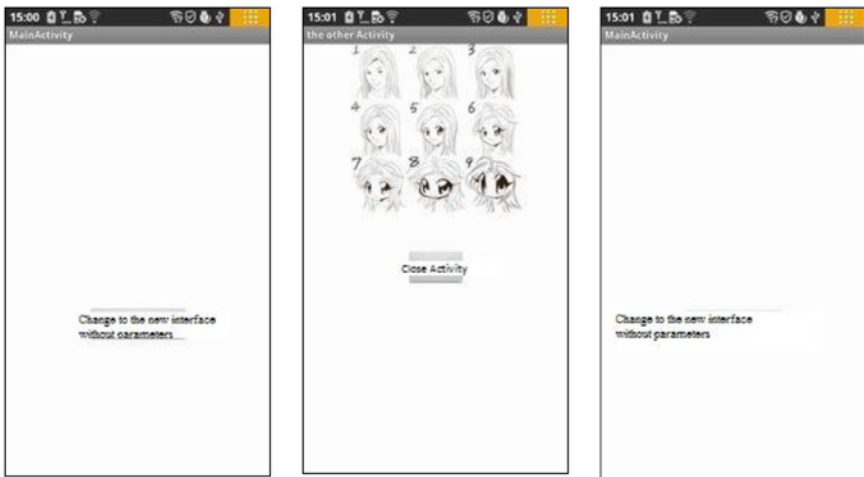 15:00
MainActivity
Change to the new interface
without parameters
15:01
the other Activity
1 2 3
4 5 6
7 8 9
Close Activity
15:01
MainActivity
Change to the new interface
without parameters